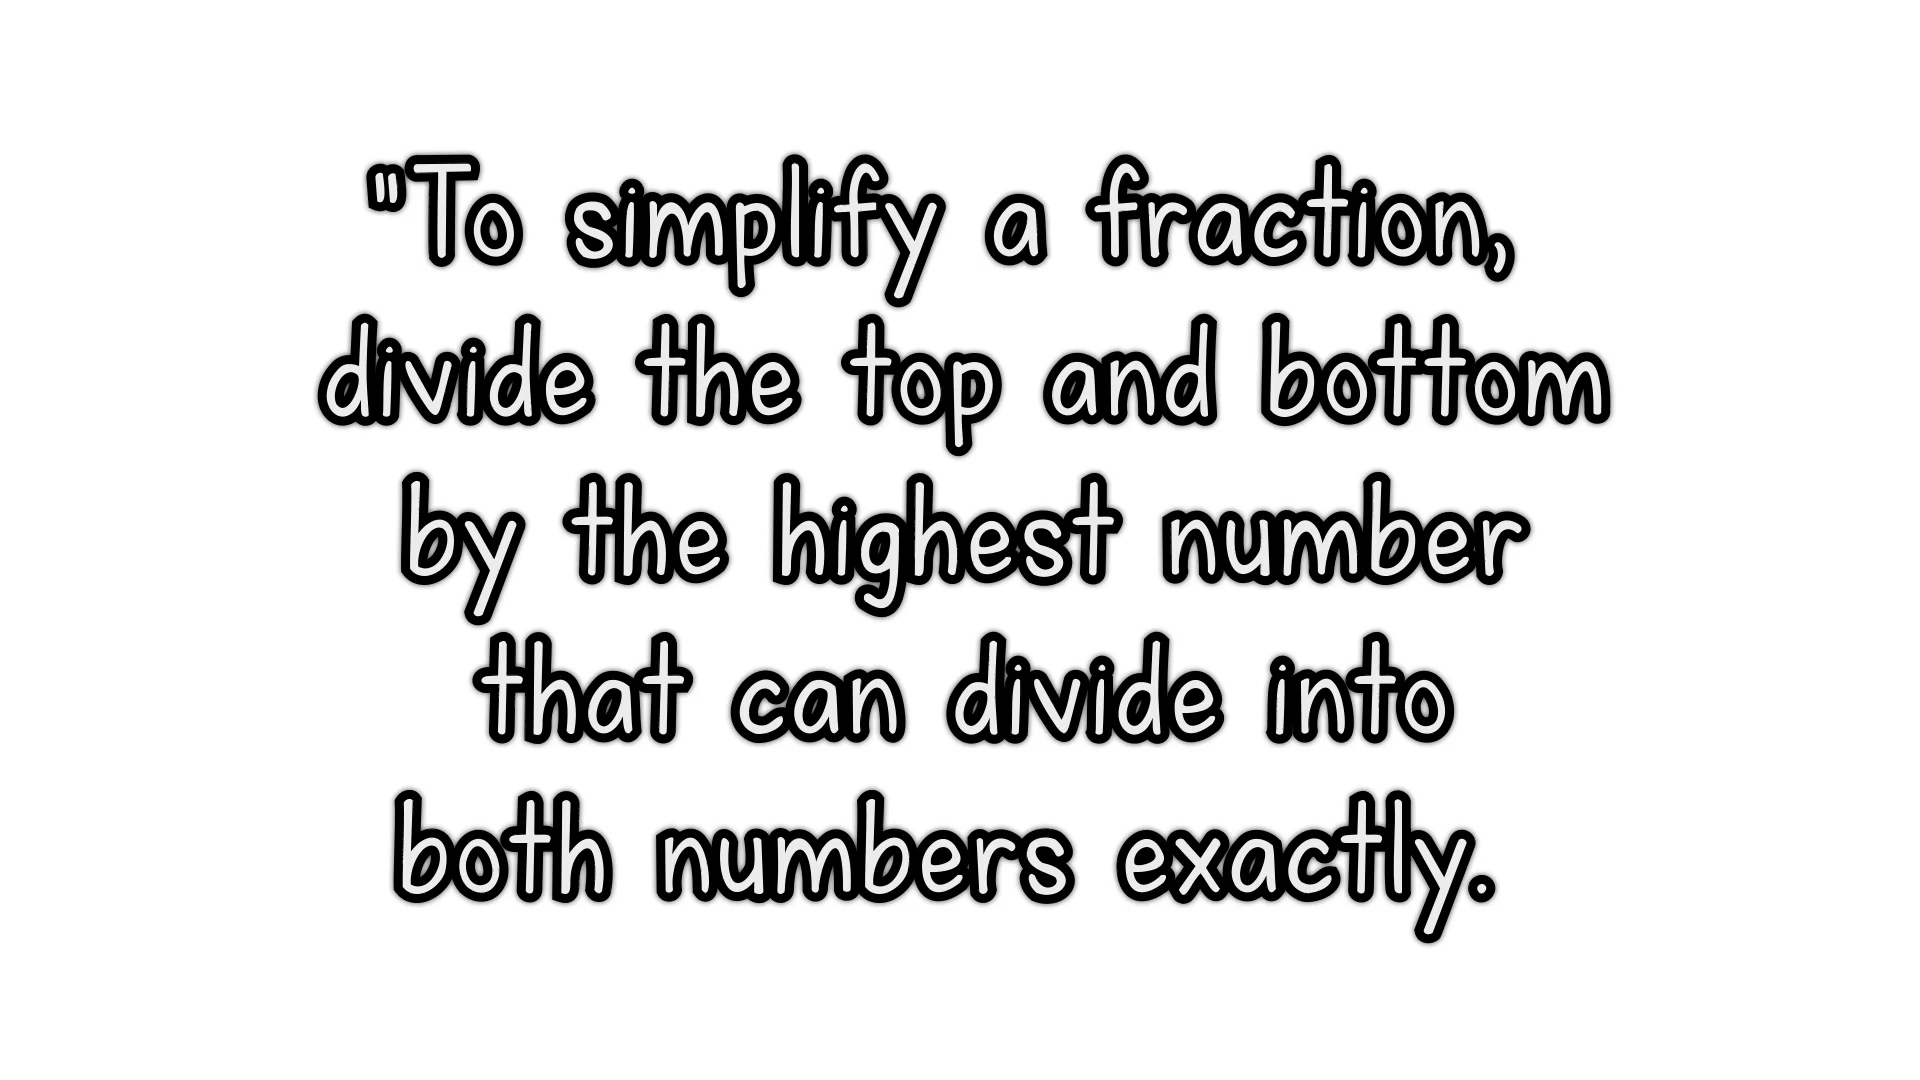 "To simplify a fraction,
divide the top and bottom
by the highest number
that can divide into
both numbers exactly.